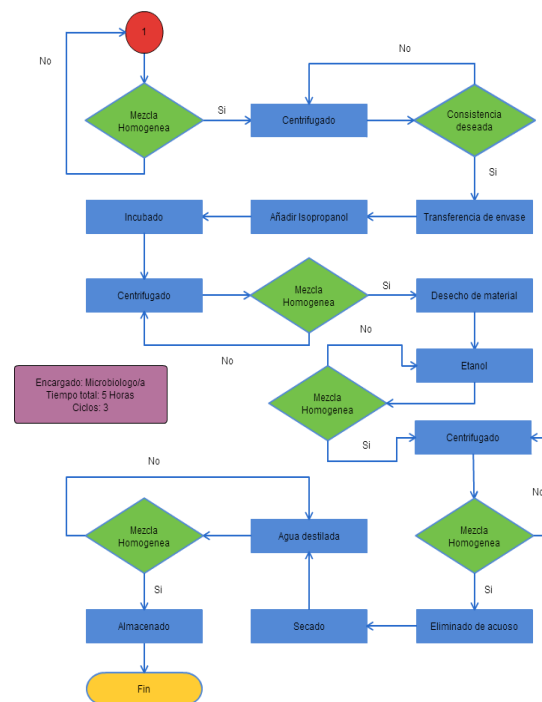 1
No
Mezcla
Homogenea
Si
Centrifugado
No
Consistencia
deseada
Si
Incubado
Añadir Isopropanol
Transferencia de envase
Centrifugado
Mezcla
Homogenea
Si
Desecho de material
No
No
Etanol
Encargado: Microbiologo/a
Tiempo total: 5 Horas
Ciclos: 3
Mezcla
Homogenea
Si
Centrifugado
No
Mezcla
Homogenea
Agua destilada
Mezcla
Homogenea
No
Si
Si
Almacenado
Secado
Eliminado de acuoso
Fin